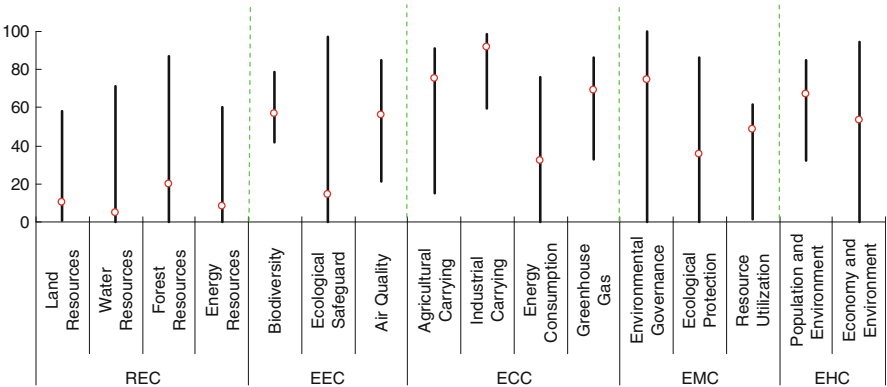 100
80
60
40
20
0
Land
Resources
Water
Resources
Forest
Resources
Energy
Resources
Biodiversity
Ecological
Safeguard
Air Quality
Agricultural
Carrying
Industrial
Carrying
Energy
Consumption
Greenhouse
Gas
Environmental
Governance
Ecological
Protection
Resource
Utilization
Population and
Environment
Economy and
Environment
REC
EEC
ECC
EMC
EHC